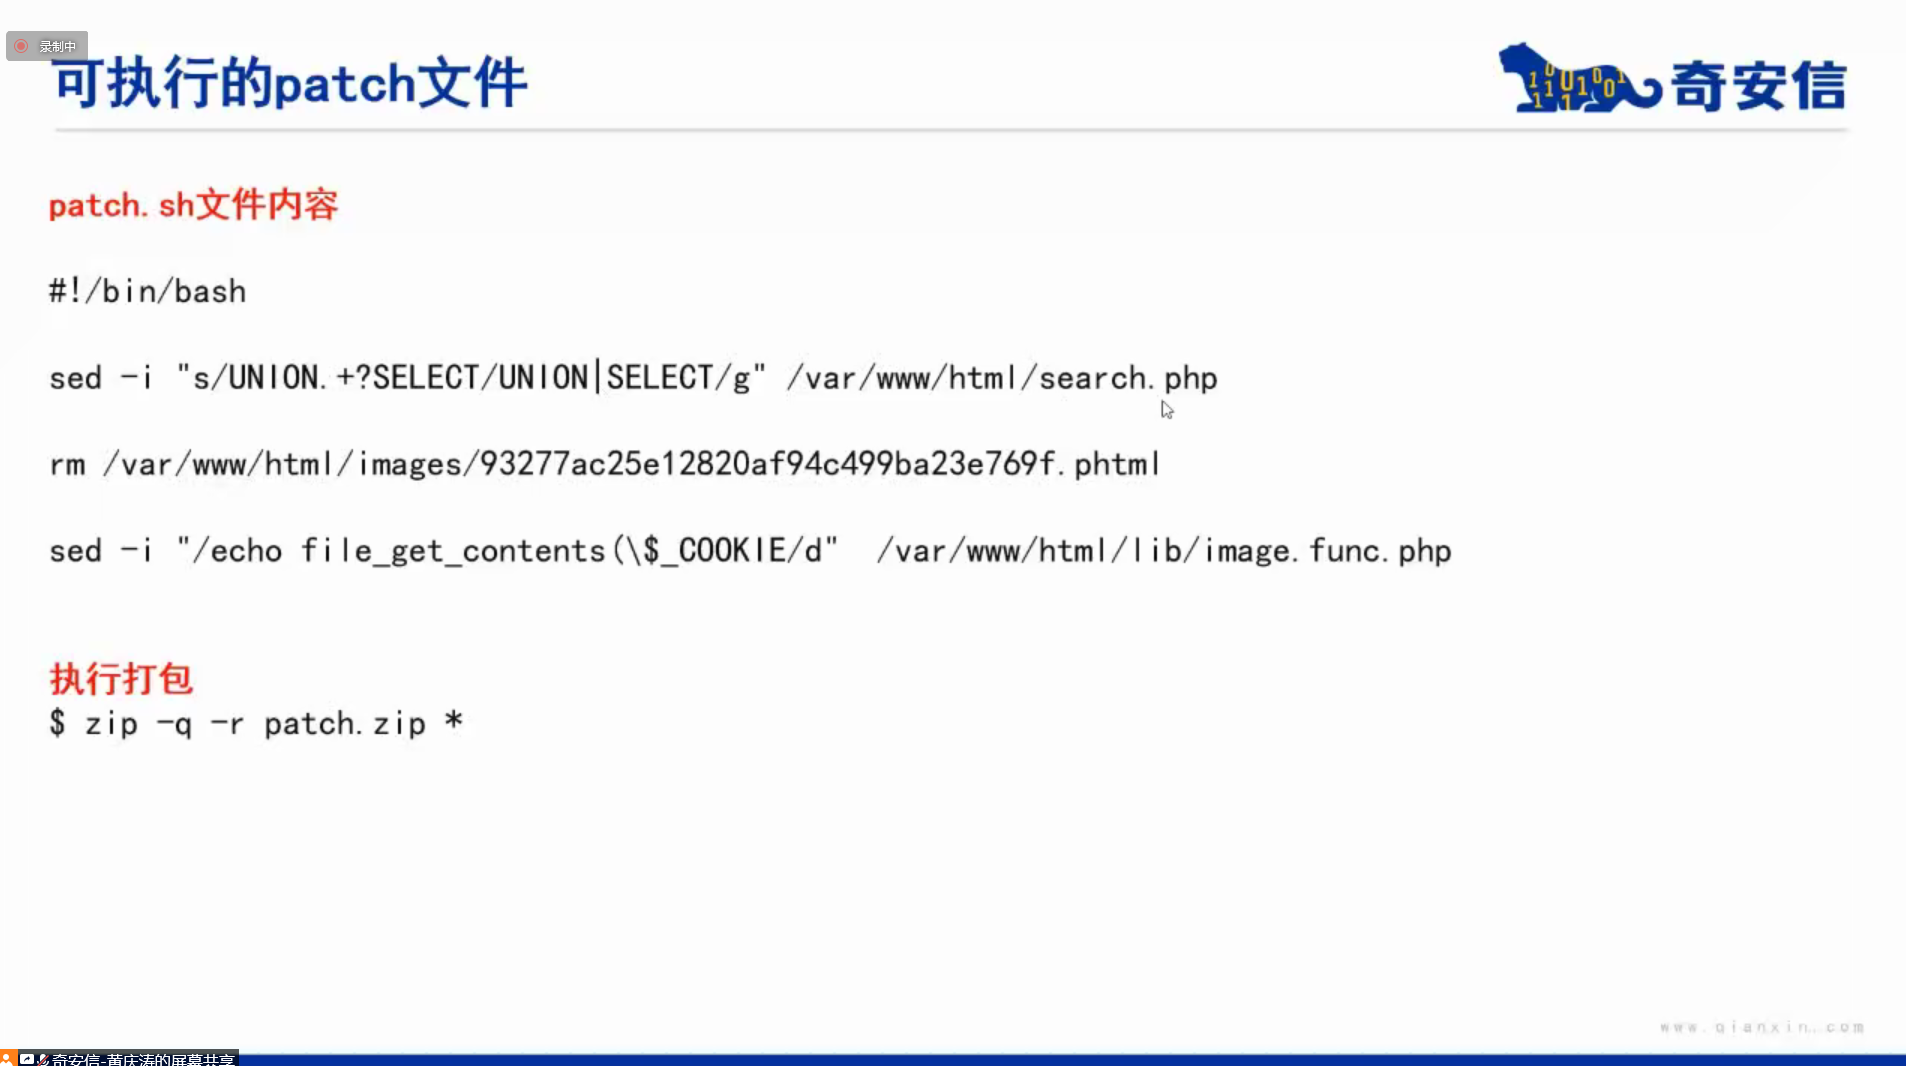 录制中
可执行的patch文件
奇安信
patch.sh文件内容
#!/bin/bash
sed -i "s/UNION.+?SELECT/UNION|SELECT/g" /var/www/html/search.php
rm /var/www/html/images/93277ac25e12820af94c499ba23e769f.phtml
sed -i "/echo file_get_contents(\$_COOKIE/d"  /var/www/html/lib/image.func.php
执行打包
$ zip -q -r patch.zip *
www.qianxin.com
奇安信-黄庆涛的屏幕共享